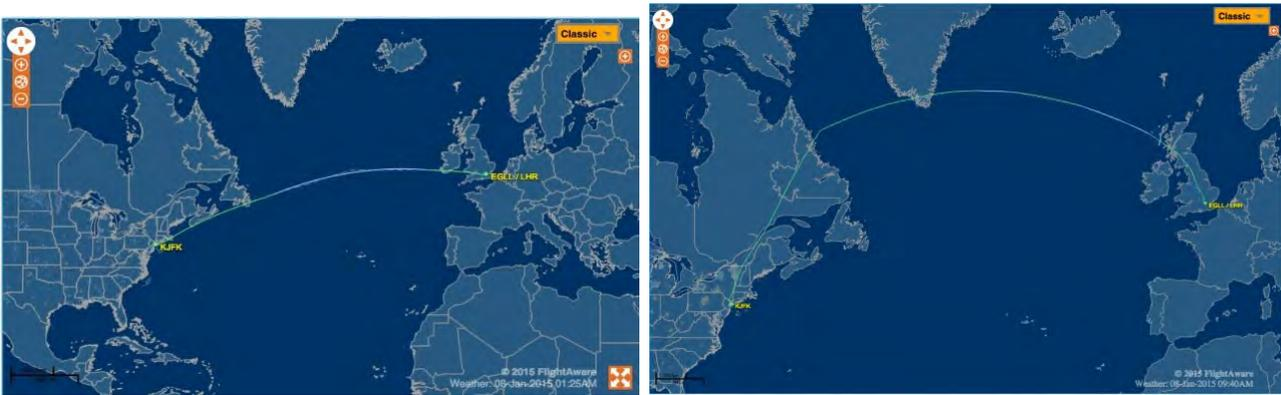 Classic
EGLL / LHR
KJFK
© 2015 FlightAware
Weather: 08-Jan-2015 01:25AM
Classic
EGLL / LHR
KJFK
© 2015 FlightAware
Weather: 08-Jan-2015 09:40AM